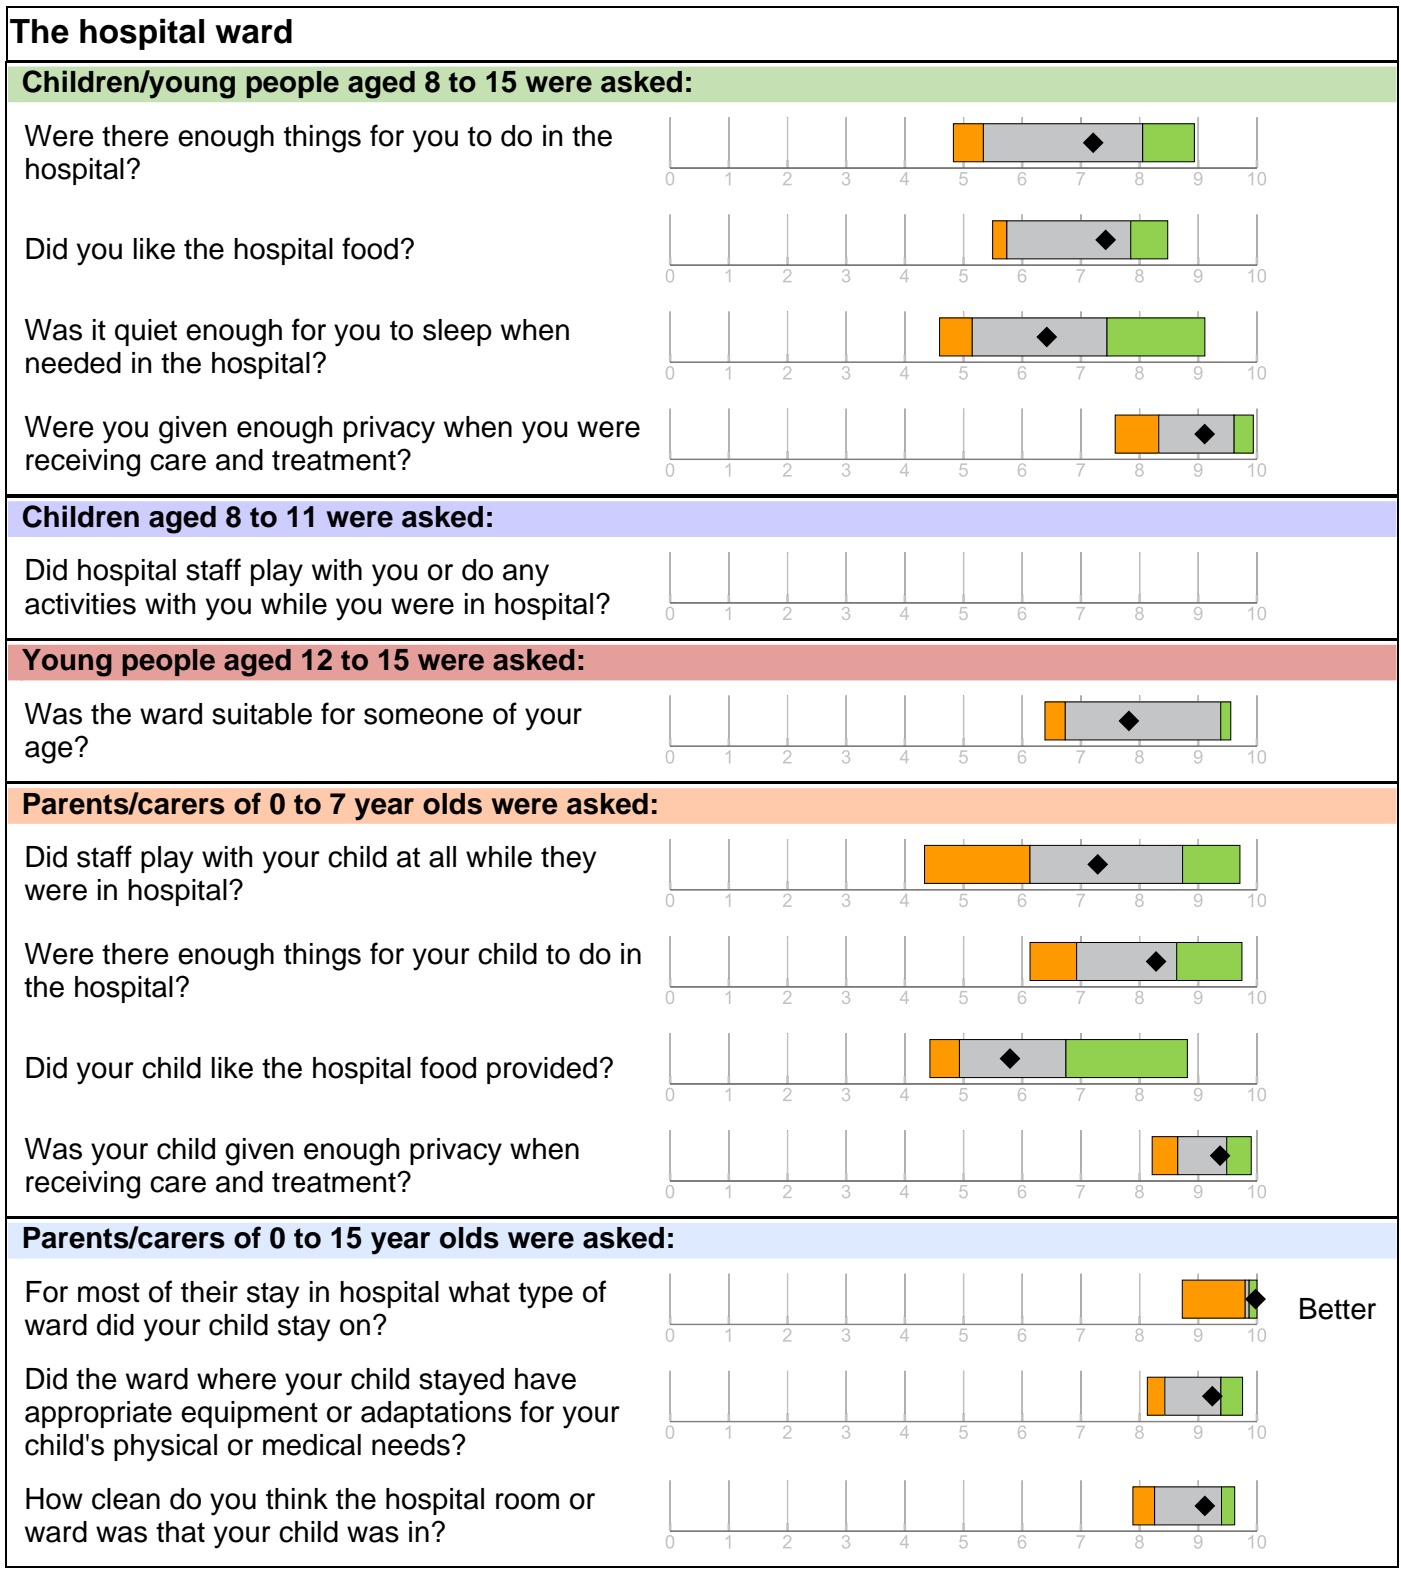 The hospital ward
Children/young people aged 8 to 15 were asked:
Were there enough things for you to do in the
hospital?
0 1 2 3 4 5 6 7 8 9 10
Did you like the hospital food?
0 1 2 3 4 5 6 7 8 9 10
Was it quiet enough for you to sleep when
needed in the hospital?
0 1 2 3 4 5 6 7 8 9 10
Were you given enough privacy when you were
receiving care and treatment?
0 1 2 3 4 5 6 7 8 9 10
Children aged 8 to 11 were asked:
Did hospital staff play with you or do any
activities with you while you were in hospital?
0 1 2 3 4 5 6 7 8 9 10
Young people aged 12 to 15 were asked:
Was the ward suitable for someone of your
age?
0 1 2 3 4 5 6 7 8 9 10
Parents/carers of 0 to 7 year olds were asked:
Did staff play with your child at all while they
were in hospital?
0 1 2 3 4 5 6 7 8 9 10
Were there enough things for your child to do in
the hospital?
0 1 2 3 4 5 6 7 8 9 10
Did your child like the hospital food provided?
0 1 2 3 4 5 6 7 8 9 10
Was your child given enough privacy when
receiving care and treatment?
0 1 2 3 4 5 6 7 8 9 10
Parents/carers of 0 to 15 year olds were asked:
For most of their stay in hospital what type of
ward did your child stay on?
Better
0 1 2 3 4 5 6 7 8 9 10
Did the ward where your child stayed have
appropriate equipment or adaptations for your
child's physical or medical needs?
0 1 2 3 4 5 6 7 8 9 10
How clean do you think the hospital room or
ward was that your child was in?
0 1 2 3 4 5 6 7 8 9 10